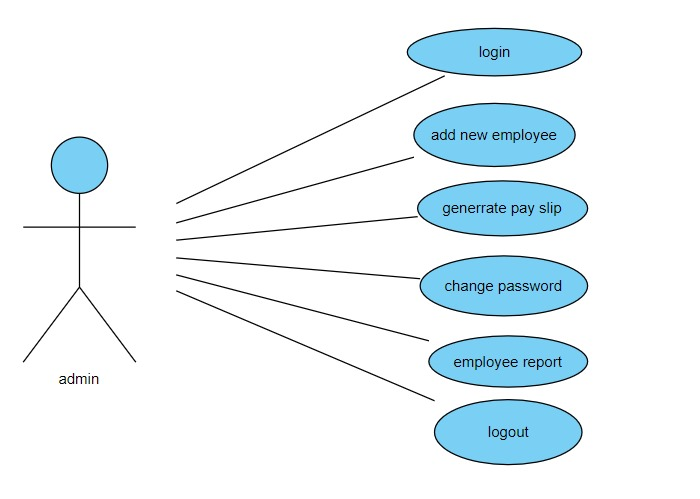 login
add new employee
generrate pay slip
change password
employee report
admin
logout